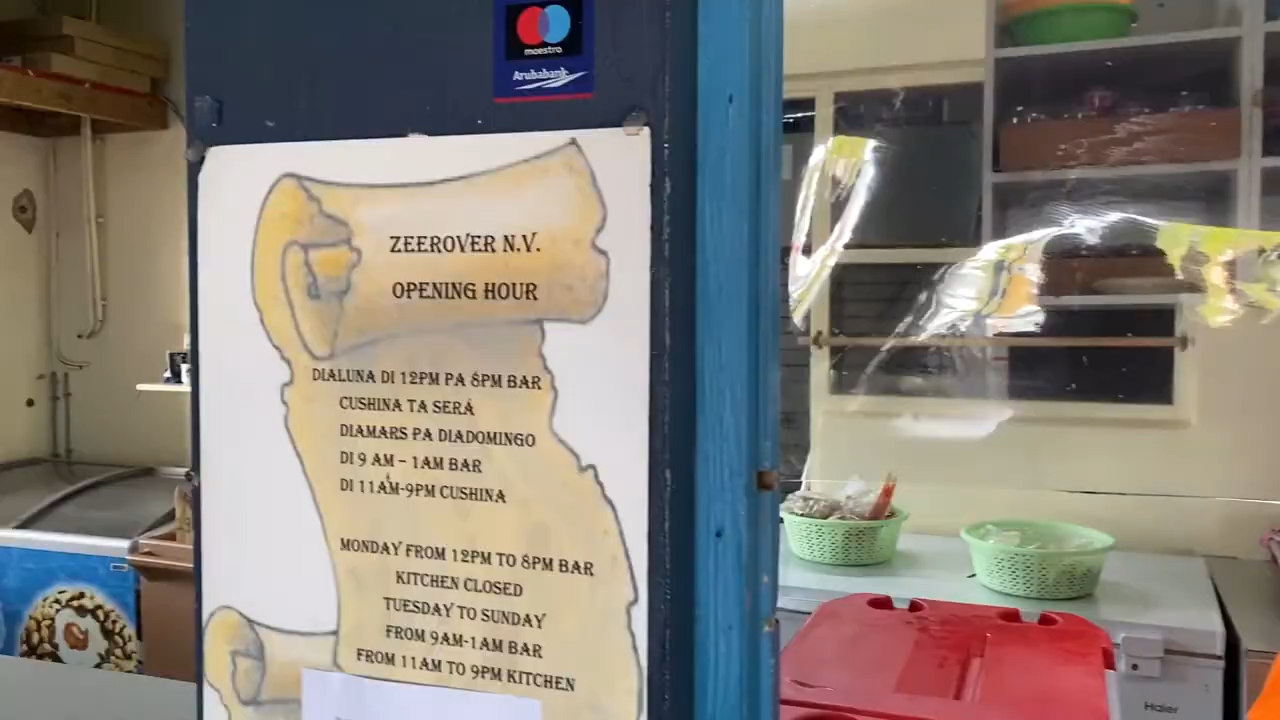 maestro
Arubabank
ZEEROVER N.V.
OPENING HOUR
DIALUNA DI 12PM PA 8PM BAR
CUSHINA TA SERÁ
DIAMARS PA DIADOMINGO
DI 9 AM – 1AM BAR
DI 11AM-9PM CUSHINA
MONDAY FROM 12PM TO 8PM BAR
KITCHEN CLOSED
TUESDAY TO SUNDAY
FROM 9AM-1AM BAR
FROM 11AM TO 9PM KITCHEN
Haier